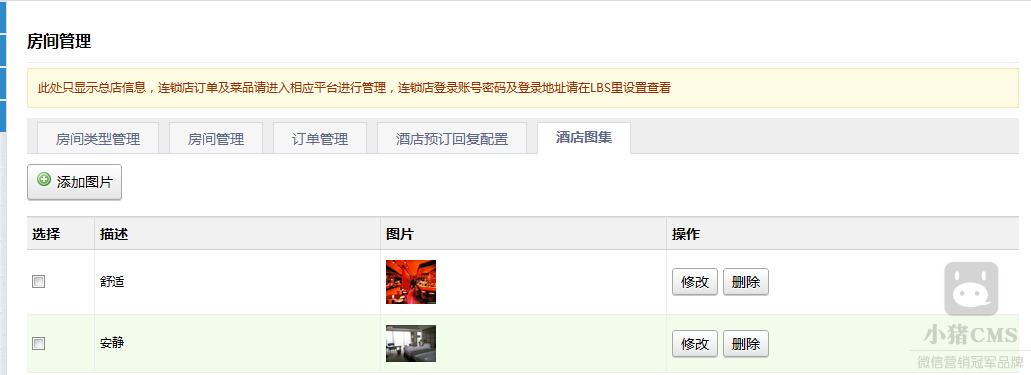 房间管理
此处只显示总店信息，连锁店订单及菜品请进入相应平台进行管理，连锁店登录账号密码及登录地址请在LBS里设置查看
房间类型管理 房间管理 订单管理 酒店预订回复配置 酒店图集
添加图片
选择 描述 图片 操作
舒适 修改 删除
安静 修改 删除
小猪CMS
微信营销冠军品牌